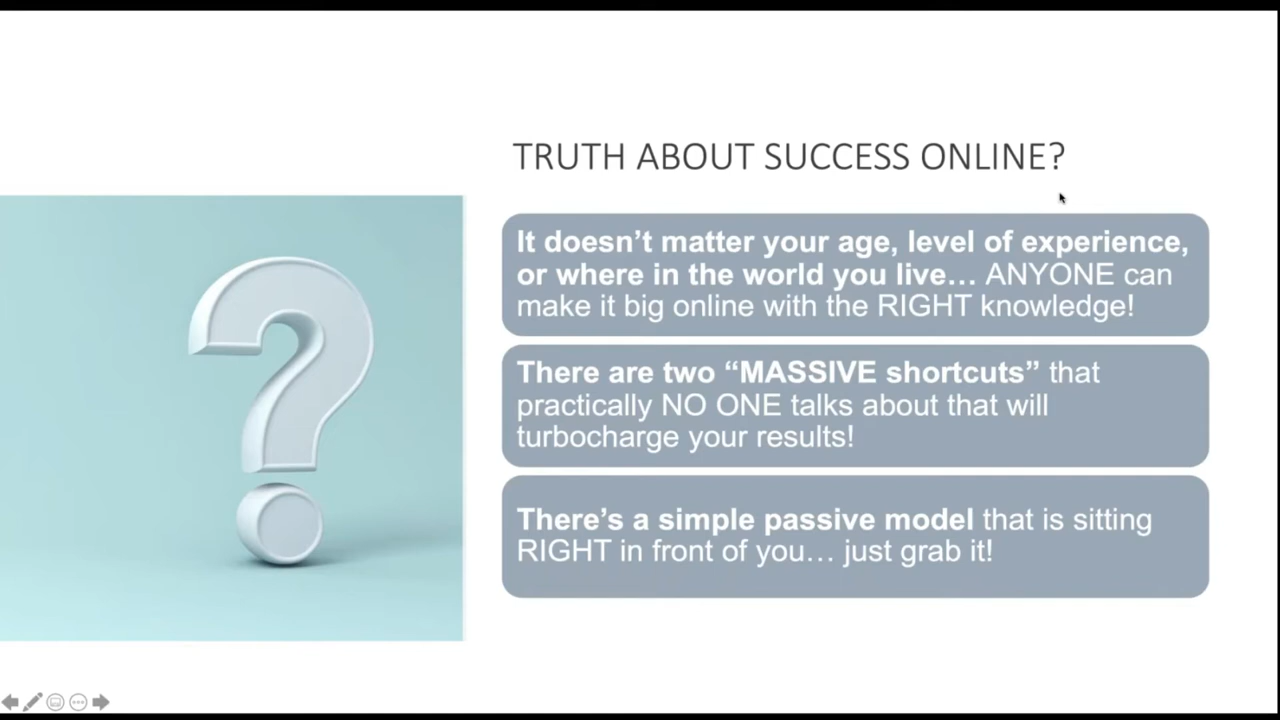 TRUTH ABOUT SUCCESS ONLINE?
It doesn’t matter your age, level of experience,
or where in the world you live… ANYONE can
make it big online with the RIGHT knowledge!
There are two “MASSIVE shortcuts” that
practically NO ONE talks about that will
turbocharge your results!
There’s a simple passive model that is sitting
RIGHT in front of you… just grab it!